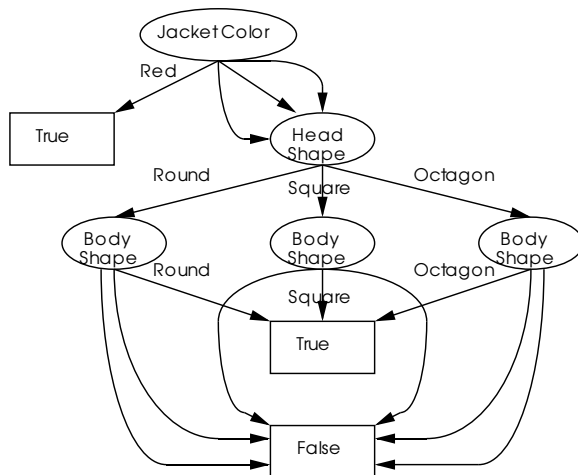 Jacket Color
Red
True
Head
Shape
Round
Square
Octagon
Body
Shape
Body
Shape
Body
Shape
Round
Square
Octagon
True
False